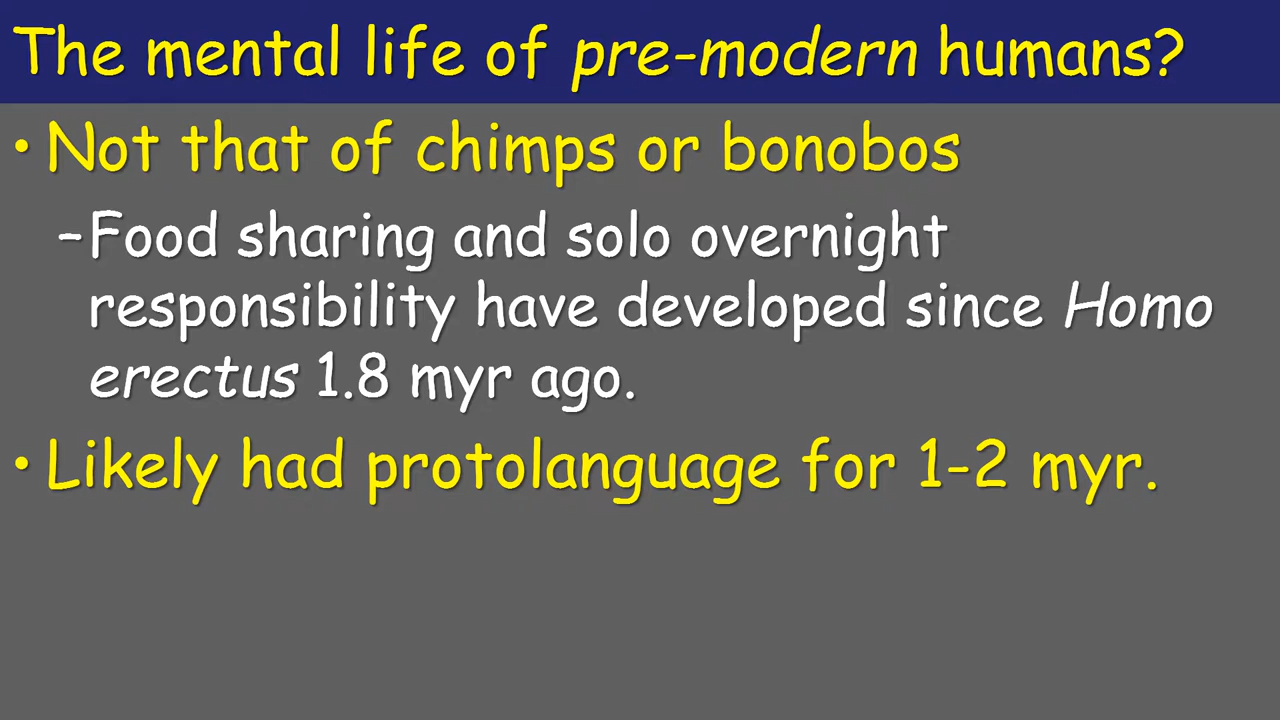 The mental life of pre-modern humans?
• Not that of chimps or bonobos
–Food sharing and solo overnight
responsibility have developed since Homo
erectus 1.8 myr ago.
• Likely had protolanguage for 1-2 myr.